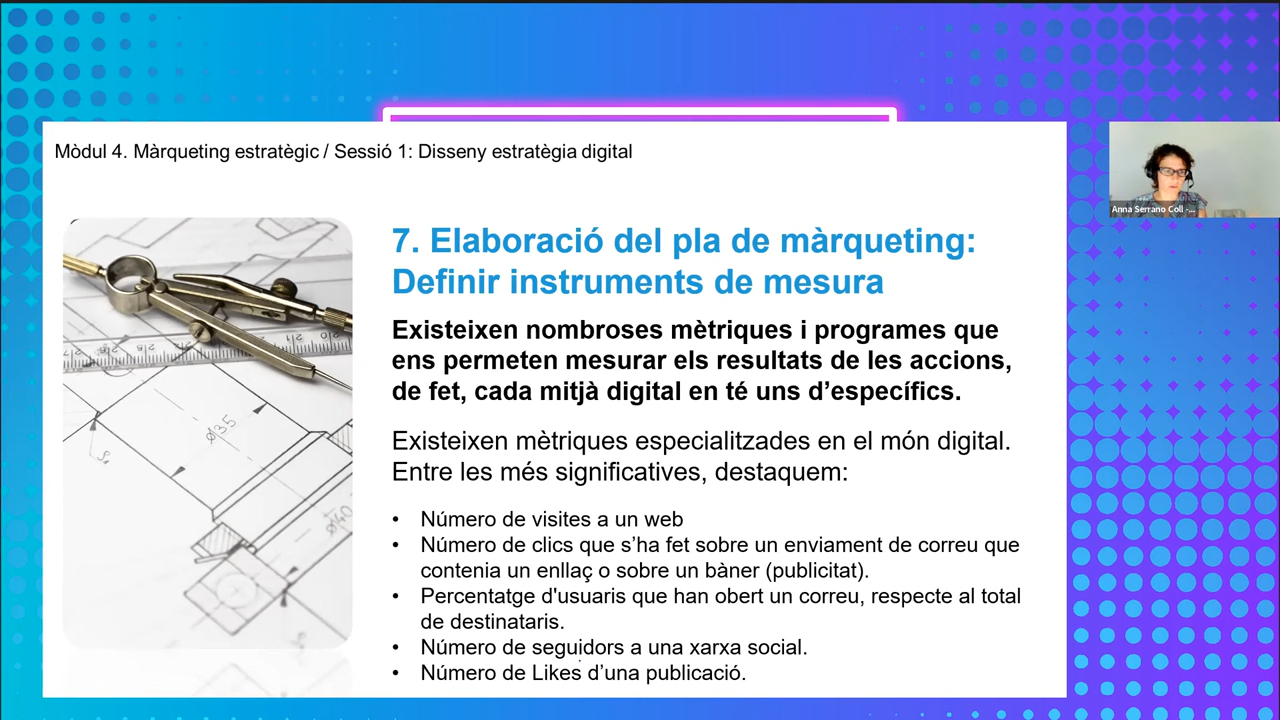 Mòdul 4. Màrqueting estratègic / Sessió 1: Disseny estratègia digital
Anna Serrano Coll -...
7. Elaboració del pla de màrqueting:
Definir instruments de mesura
Existeixen nombroses mètriques i programes que
ens permeten mesurar els resultats de les accions,
de fet, cada mitjà digital en té uns d’específics.
Existeixen mètriques especialitzades en el món digital.
Entre les més significatives, destaquem:
• Número de visites a un web
• Número de clics que s’ha fet sobre un enviament de correu que
contenia un enllaç o sobre un bàner (publicitat).
• Percentatge d'usuaris que han obert un correu, respecte al total
de destinataris.
• Número de seguidors a una xarxa social.
• Número de Likes d’una publicació.
ø35
ø40